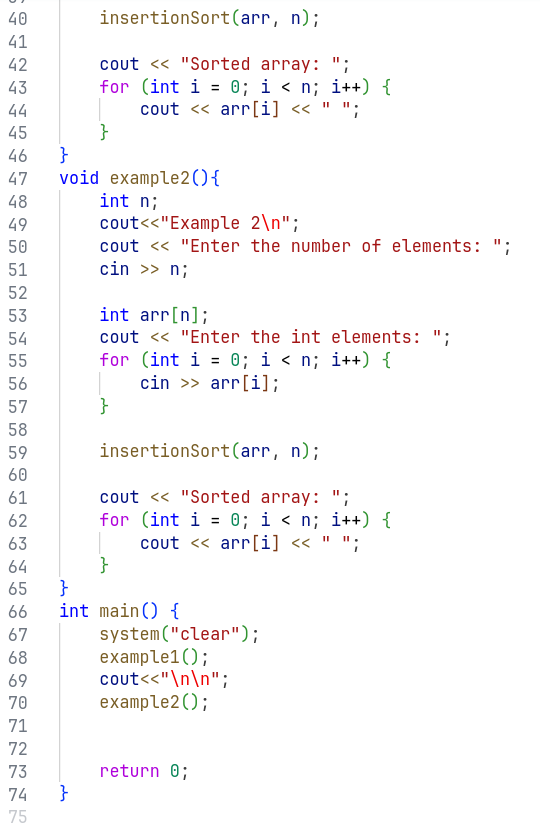 40 insertionSort(arr, n);
41
42 cout << "Sorted array: ";
43 for (int i = 0; i < n; i++) {
44 cout << arr[i] << " ";
45 }
46 }
47 void example2(){
48 int n;
49 cout<<"Example 2\n";
50 cout << "Enter the number of elements: ";
51 cin >> n;
52
53 int arr[n];
54 cout << "Enter the int elements: ";
55 for (int i = 0; i < n; i++) {
56 cin >> arr[i];
57 }
58
59 insertionSort(arr, n);
60
61 cout << "Sorted array: ";
62 for (int i = 0; i < n; i++) {
63 cout << arr[i] << " ";
64 }
65 }
66 int main() {
67 system("clear");
68 example1();
69 cout<<"\n\n";
70 example2();
71
72
73 return 0;
74 }
75